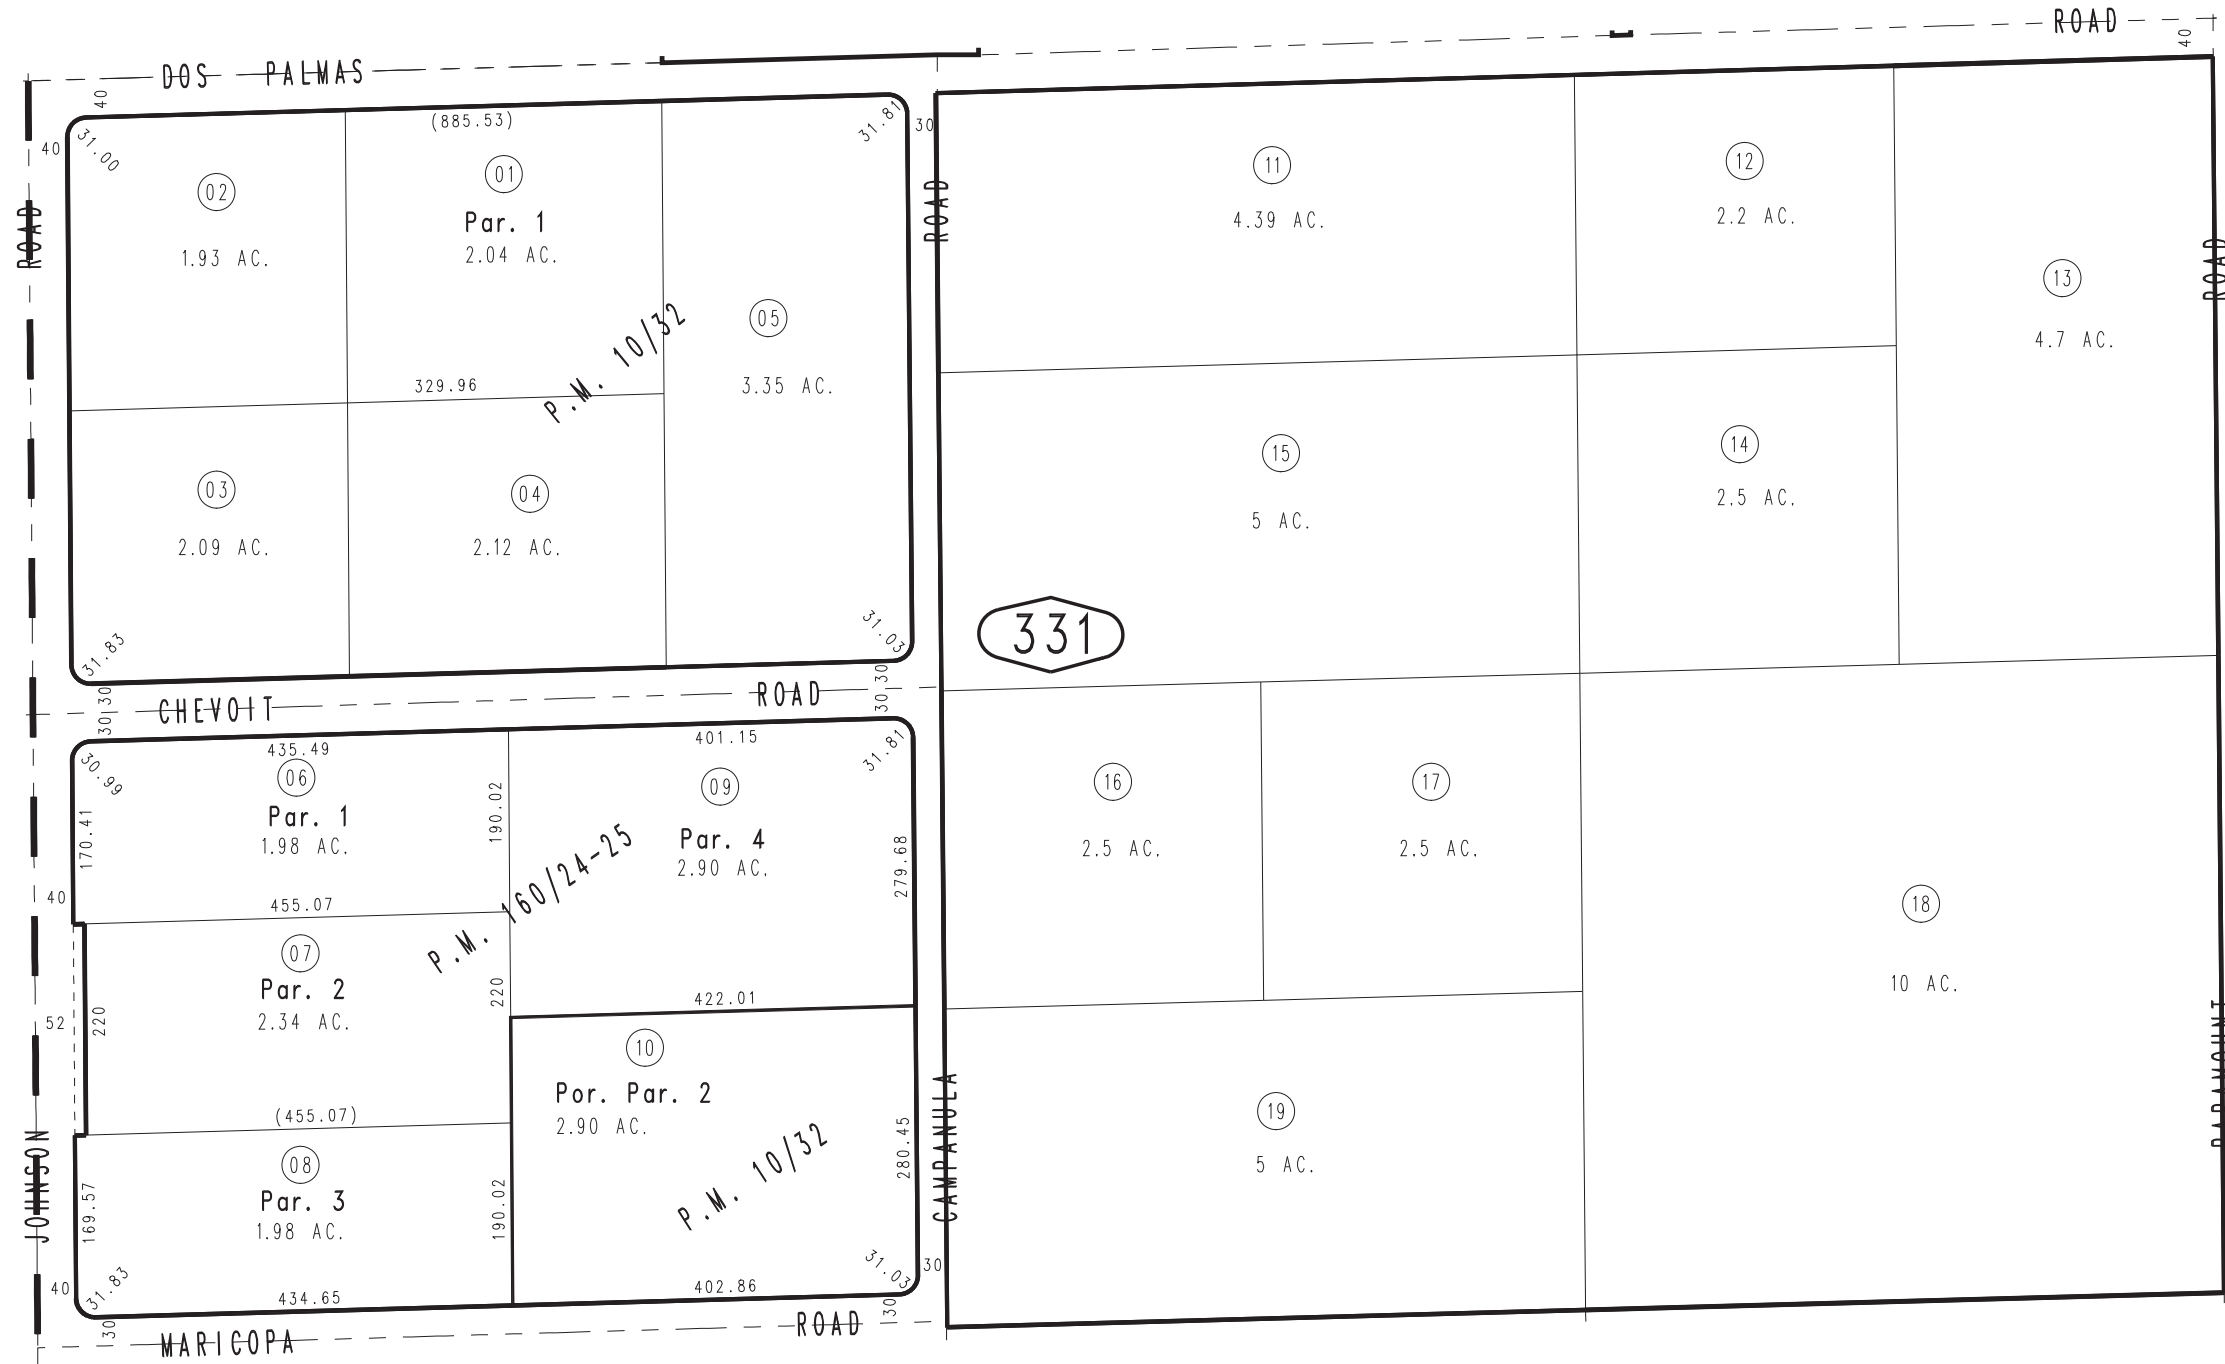 DOS PALMAS ROAD
40
40
40
(885.53)
31.00
31.81
30
ROAD
ROAD
ROAD
02
1.93 AC.
01
Par. 1
2.04 AC.
11
4.39 AC.
12
2.2 AC.
13
4.7 AC.
P.M. 10/32
05
3.35 AC.
329.96
03
2.09 AC.
04
2.12 AC.
15
5 AC.
14
2.5 AC.
31.83
31.03
331
30 30
30 30
CHEVOIT ROAD
435.49
401.15
30.99
31.81
06
Par. 1
1.98 AC.
170.41
190.02
09
Par. 4
2.90 AC.
279.68
16
2.5 AC.
17
2.5 AC.
18
10 AC.
40
455.07
P.M. 160/24-25
07
Par. 2
2.34 AC.
52
220
220
422.01
10
Por. Par. 2
2.90 AC.
(455.07)
P.M. 10/32
280.45
08
Par. 3
1.98 AC.
169.57
190.02
JOHNSON
CAMPANULA
PARAMOUNT
19
5 AC.
40
31.83
434.65
402.86
31.03
30
30
30
MARICOPA ROAD